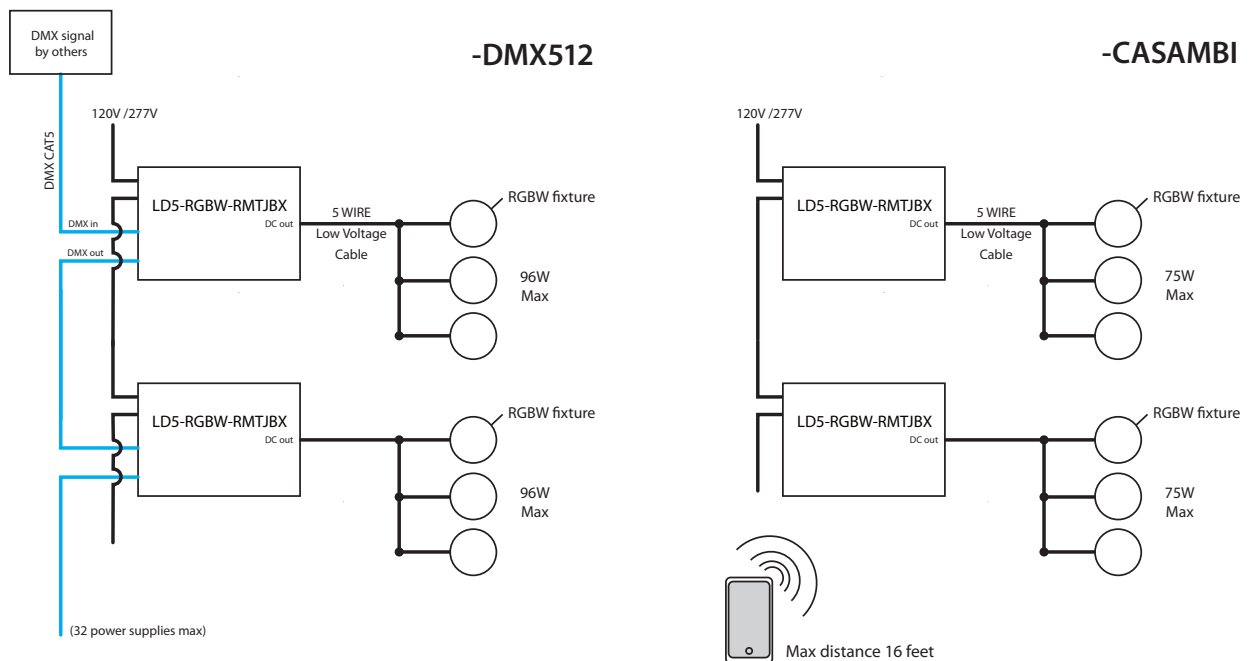 DMX signal
by others
-DMX512
120V /277V
DMX CAT5
LD5-RGBW-RMTJBX
DC out
DMX in
DMX out
5 WIRE
Low Voltage
Cable
RGBW fixture
96W
Max
LD5-RGBW-RMTJBX
DC out
RGBW fixture
96W
Max
(32 power supplies max)
-CASAMBI
120V /277V
LD5-RGBW-RMTJBX
DC out
5 WIRE
Low Voltage
Cable
RGBW fixture
75W
Max
LD5-RGBW-RMTJBX
DC out
RGBW fixture
75W
Max
Max distance 16 feet